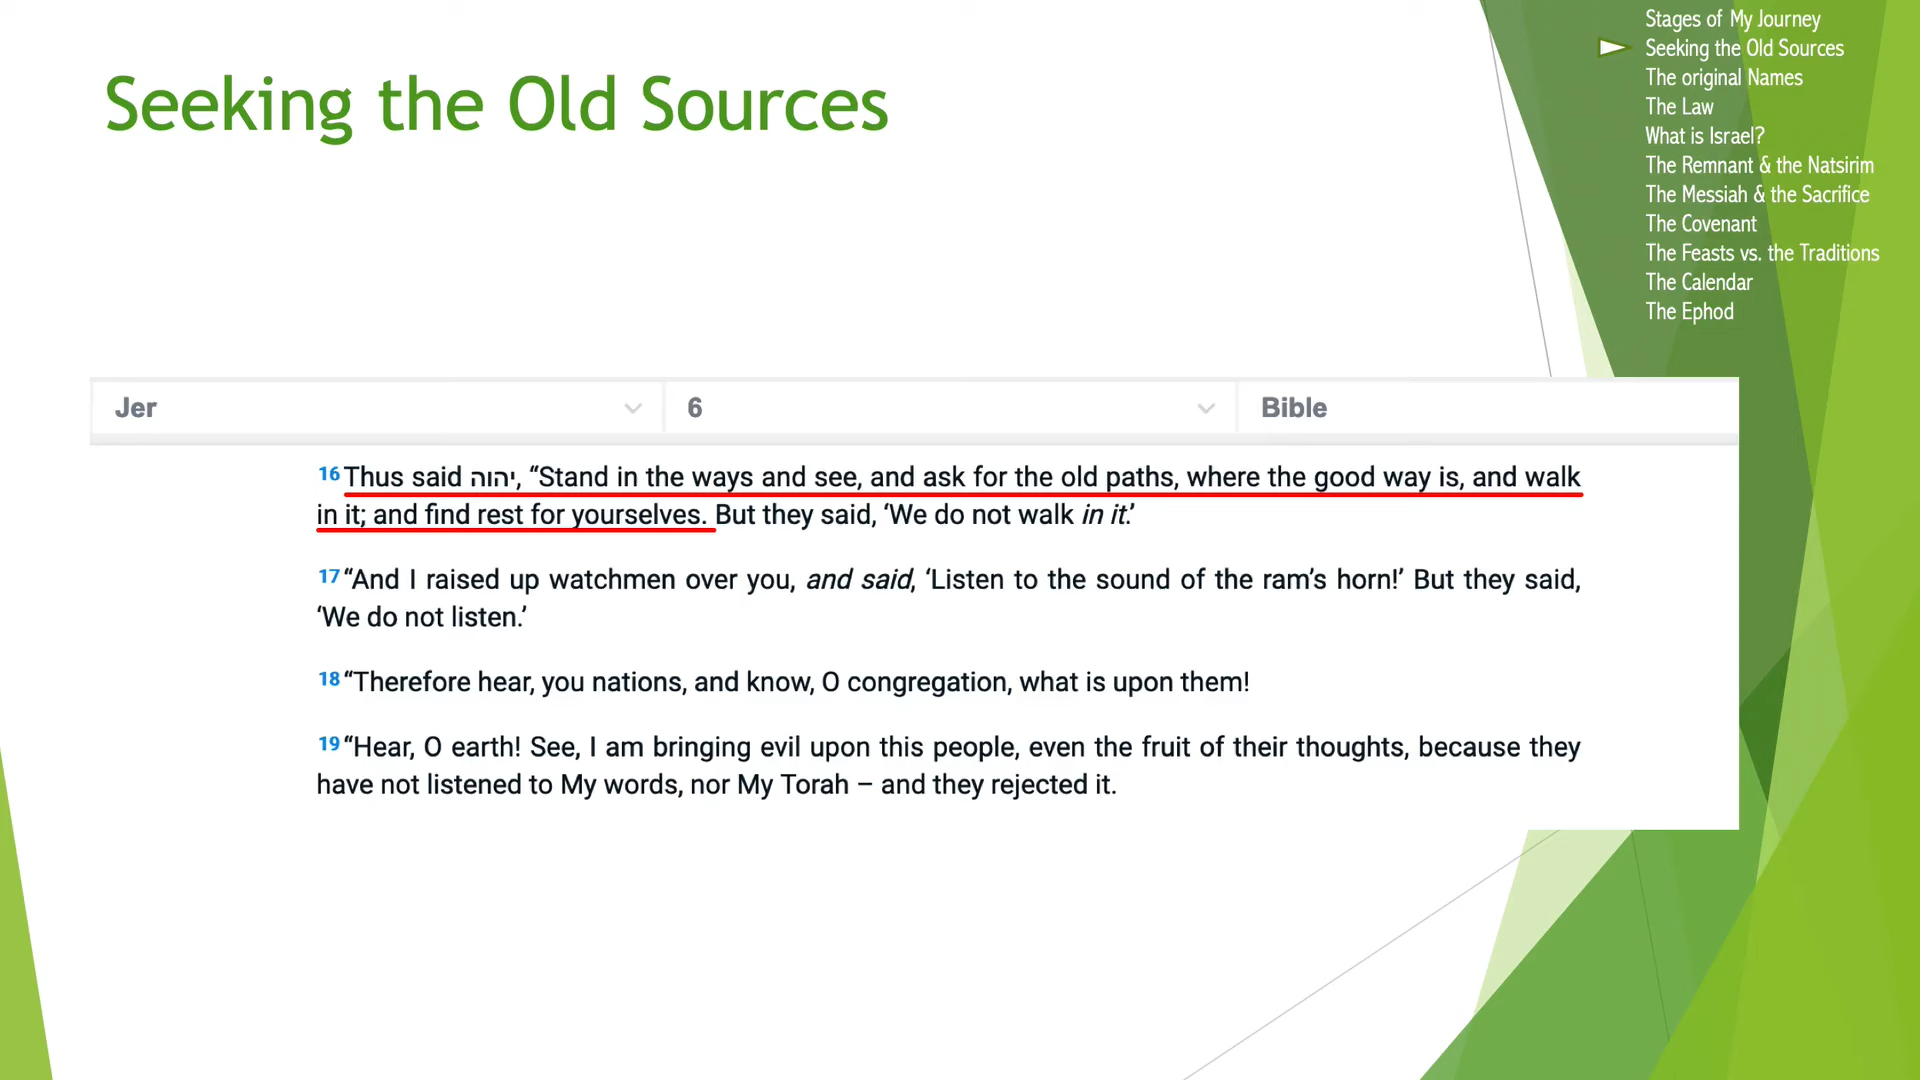 Seeking the Old Sources
Stages of My Journey
Seeking the Old Sources
The original Names
The Law
What is Israel?
The Remnant & the Natsirim
The Messiah & the Sacrifice
The Covenant
The Feasts vs. the Traditions
The Calendar
The Ephod
Jer 6 Bible
16 Thus said יהוה, “Stand in the ways and see, and ask for the old paths, where the good way is, and walk
in it; and find rest for yourselves. But they said, ‘We do not walk in it.’
17 “And I raised up watchmen over you, and said, ‘Listen to the sound of the ram’s horn!’ But they said,
‘We do not listen.’
18 “Therefore hear, you nations, and know, O congregation, what is upon them!
19 “Hear, O earth! See, I am bringing evil upon this people, even the fruit of their thoughts, because they
have not listened to My words, nor My Torah – and they rejected it.